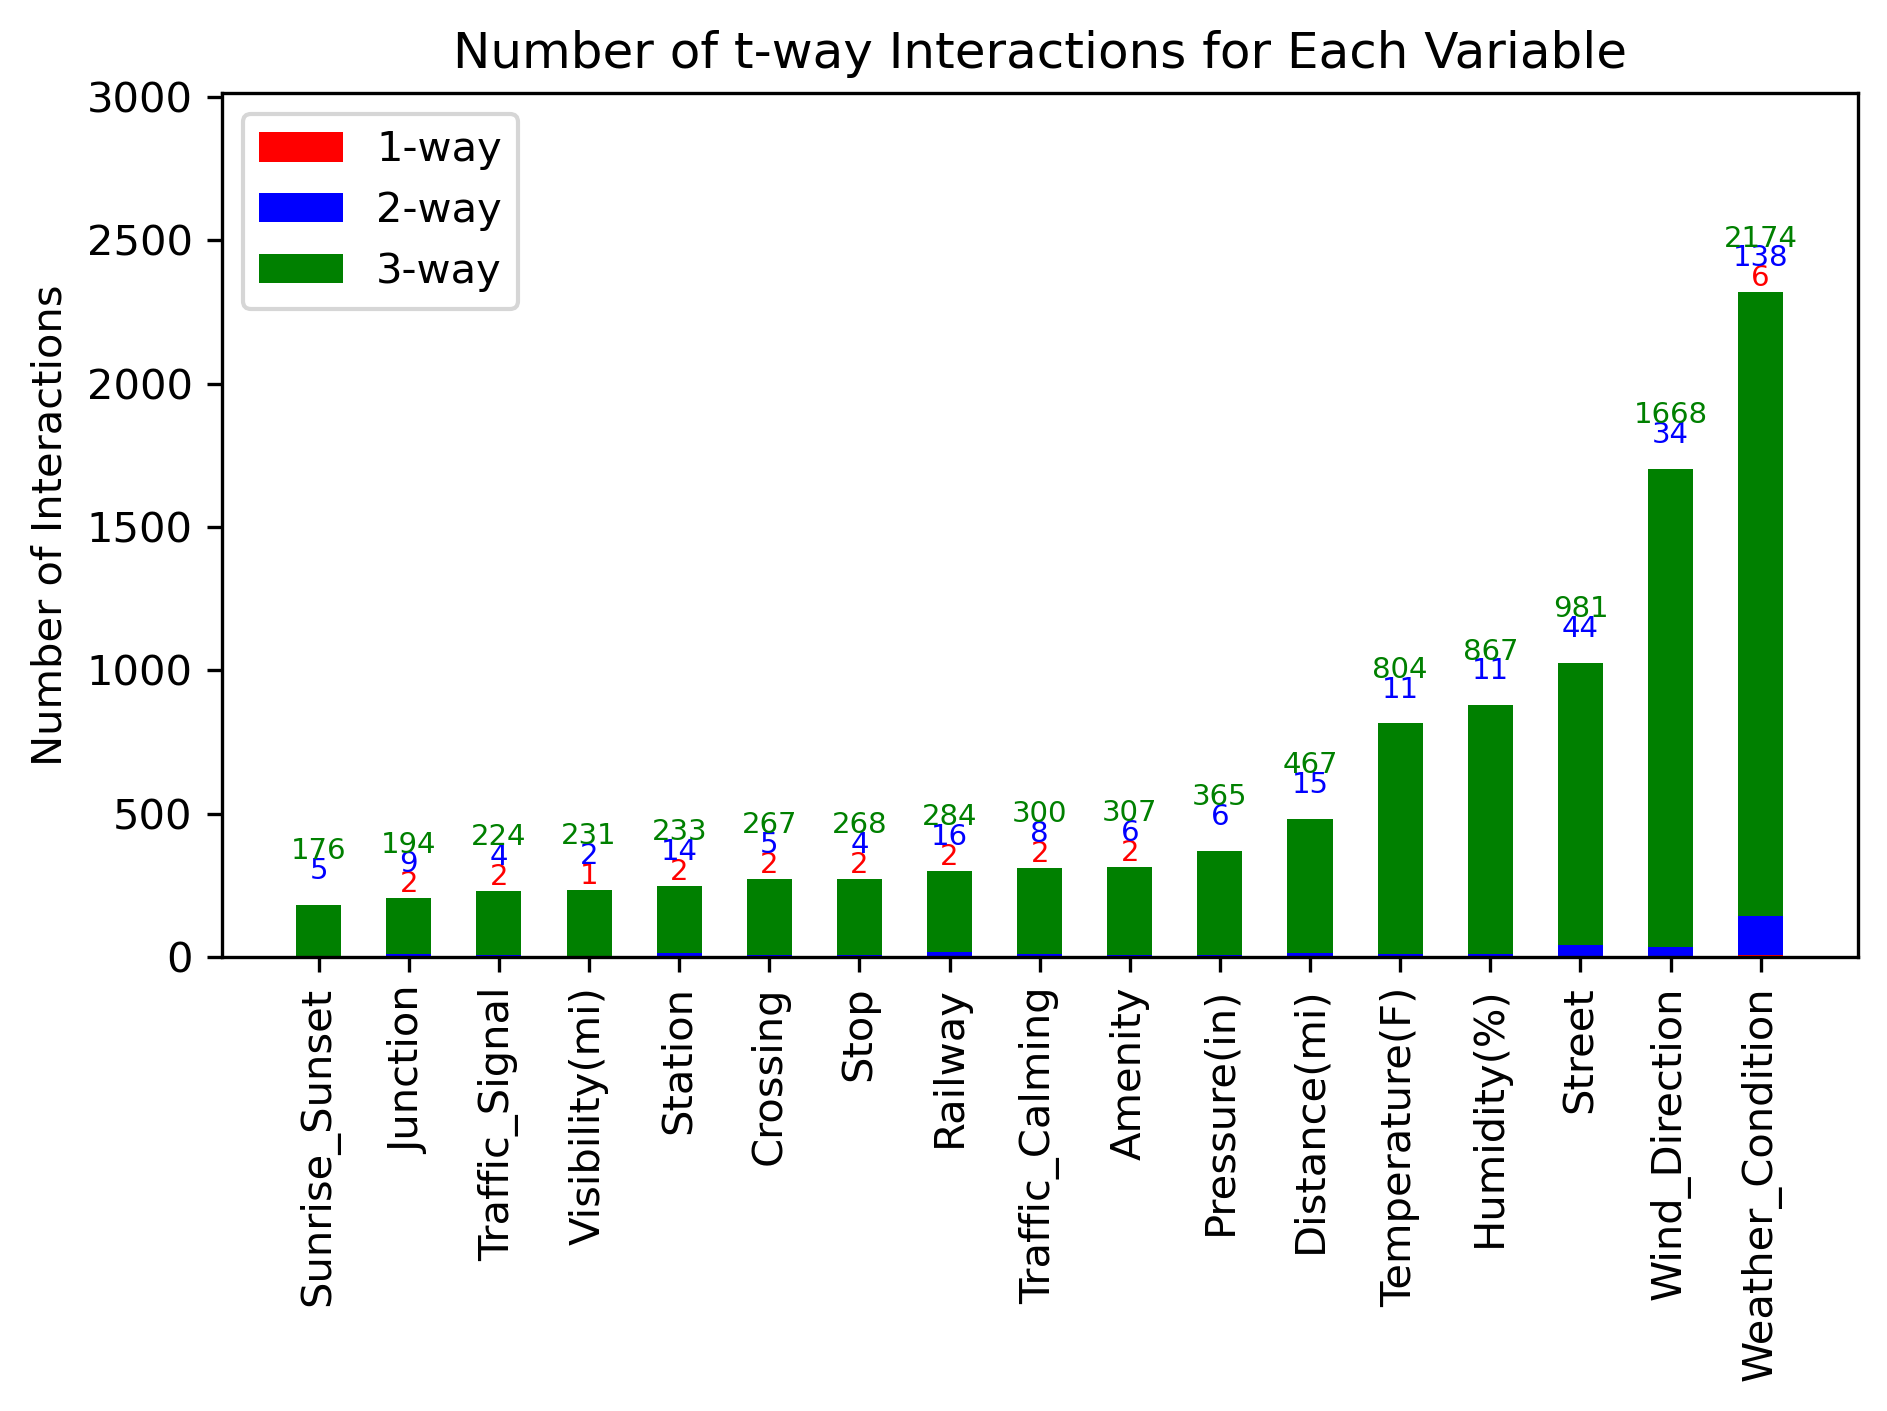 Number of t-way Interactions for Each Variable
3000
2500
2000
1500
1000
500
0
Number of Interactions
1-way
2-way
3-way
176
5
194
9
2
224
4
2
231
2
1
233
14
2
267
5
2
268
4
2
284
16
2
300
8
2
307
6
2
365
6
467
15
804
11
867
11
981
44
1668
34
2174
138
6
Sunrise_Sunset
Junction
Traffic_Signal
Visibility(mi)
Station
Crossing
Stop
Railway
Traffic_Calming
Amenity
Pressure(in)
Distance(mi)
Temperature(F)
Humidity(%)
Street
Wind_Direction
Weather_Condition